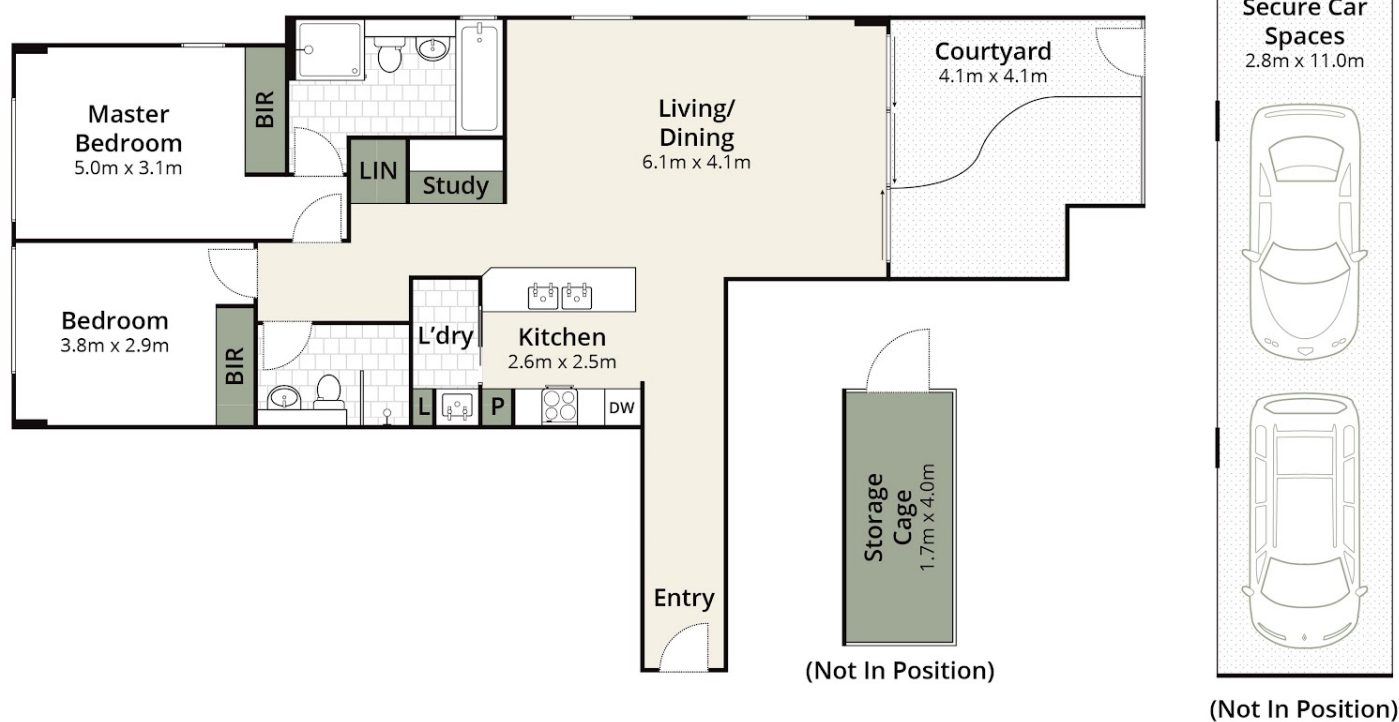 Secure Car
Spaces
2.8m x 11.0m
Courtyard
4.1m x 4.1m
Living/
Dining
6.1m x 4.1m
Master
Bedroom
5.0m x 3.1m
BIR
LIN
Study
Bedroom
3.8m x 2.9m
BIR
L'dry
Kitchen
2.6m x 2.5m
L
P
DW
Storage
Cage
1.7m x 4.0m
Entry
(Not In Position)
(Not In Position)